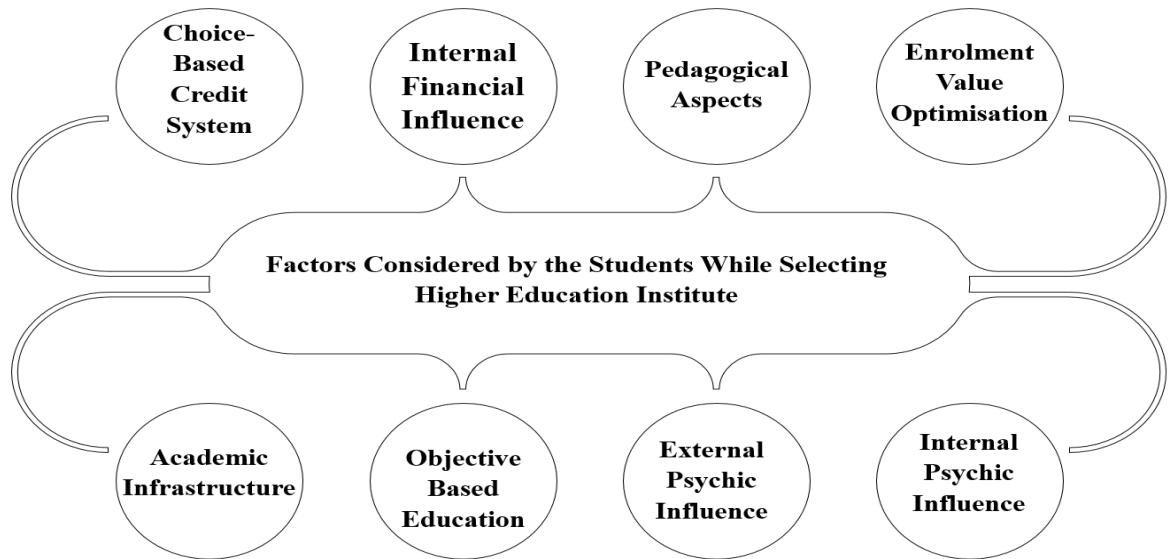 Choice-
Based
Credit
System
Internal
Financial
Influence
Pedagogical
Aspects
Enrolment
Value
Optimisation
Factors Considered by the Students While Selecting
Higher Education Institute
Academic
Infrastructure
Objective
Based
Education
External
Psychic
Influence
Internal
Psychic
Influence